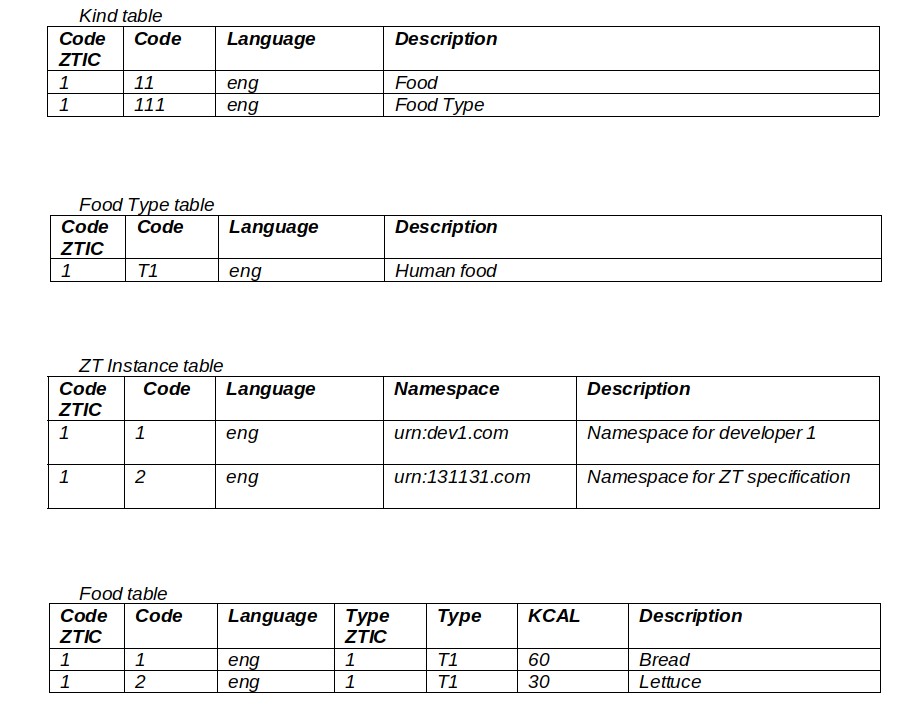 Kind table
Code ZTIC Code Language Description
1 11 eng Food
1 111 eng Food Type
Food Type table
Code ZTIC Code Language Description
1 T1 eng Human food
ZT Instance table
Code ZTIC Code Language Namespace Description
1 1 eng urn:dev1.com Namespace for developer 1
1 2 eng urn:131131.com Namespace for ZT specification
Food table
Code ZTIC Code Language Type ZTIC Type KCAL Description
1 1 eng 1 T1 60 Bread
1 2 eng 1 T1 30 Lettuce